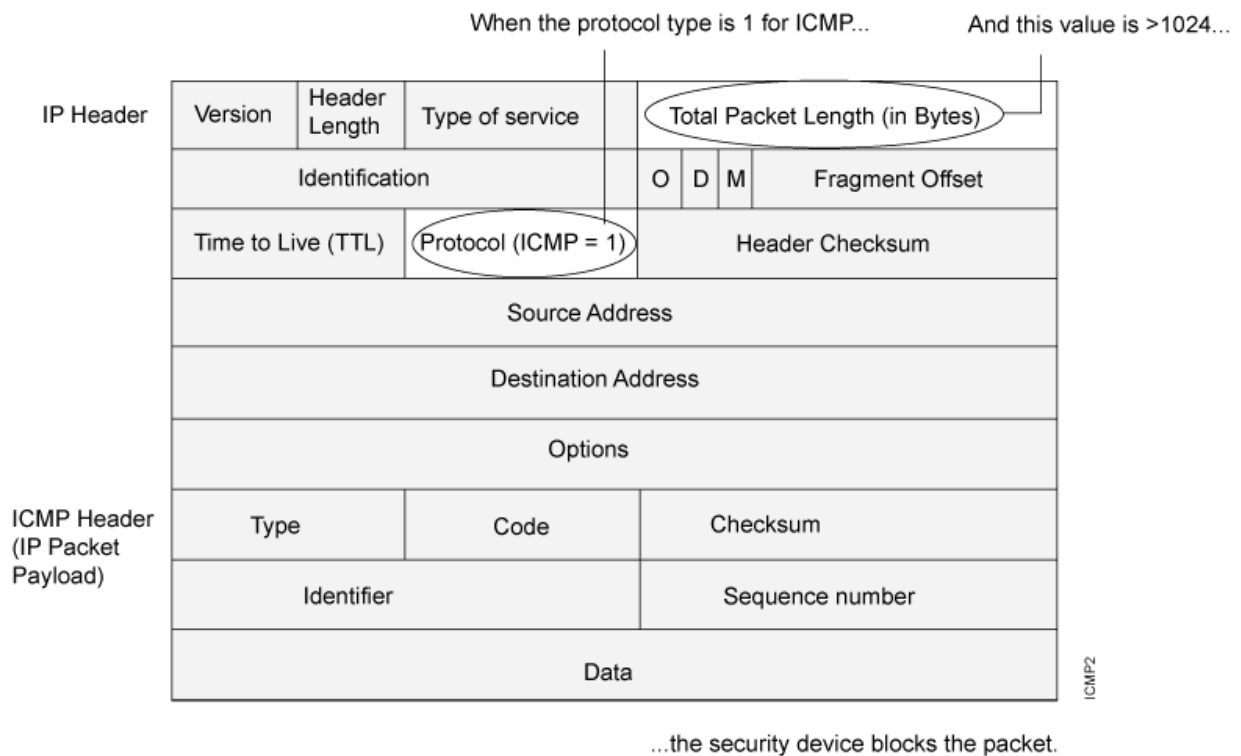 When the protocol type is 1 for ICMP...
And this value is >1024...
IP Header
Version
Header
Length
Type of service
Total Packet Length (in Bytes)
Identification
O
D
M
Fragment Offset
Time to Live (TTL)
Protocol (ICMP = 1)
Header Checksum
Source Address
Destination Address
Options
ICMP Header
(IP Packet
Payload)
Type
Code
Checksum
Identifier
Sequence number
Data
ICMP2
...the security device blocks the packet.